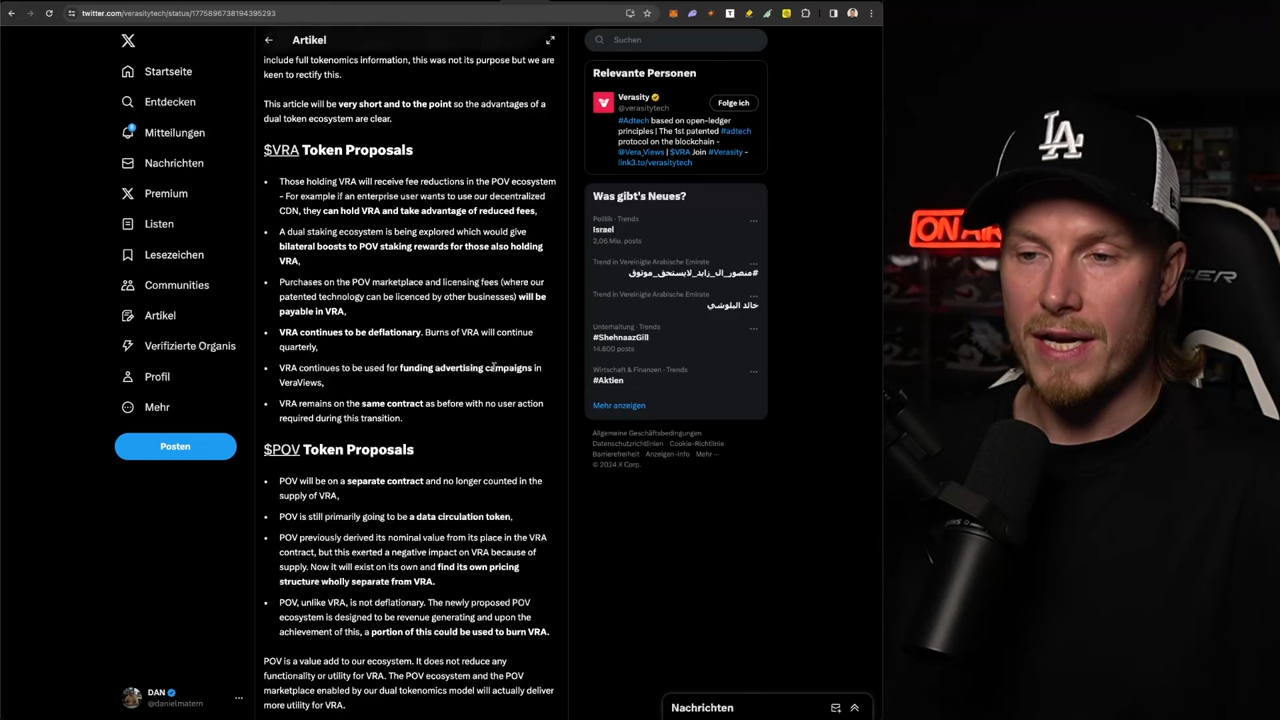 twitter.com/verasitytech/status/1775896738194395293
Startseite
Entdecken
Mitteilungen
Nachrichten
Premium
Listen
Lesezeichen
Communities
Artikel
Verifizierte Organis
Profil
Mehr
Posten
DAN
@danielmatern
Artikel
include full tokenomics information, this was not its purpose but we are
keen to rectify this.
This article will be very short and to the point so the advantages of a
dual token ecosystem are clear.
$VRA Token Proposals
• Those holding VRA will receive fee reductions in the POV ecosystem
- For example if an enterprise user wants to use our decentralized
CDN, they can hold VRA and take advantage of reduced fees,
• A dual staking ecosystem is being explored which would give
bilateral boosts to POV staking rewards for those also holding
VRA,
• Purchases on the POV marketplace and licensing fees (where our
patented technology can be licenced by other businesses) will be
payable in VRA,
• VRA continues to be deflationary. Burns of VRA will continue
quarterly,
• VRA continues to be used for funding advertising campaigns in
VeraViews,
• VRA remains on the same contract as before with no user action
required during this transition.
$POV Token Proposals
• POV will be on a separate contract and no longer counted in the
supply of VRA,
• POV is still primarily going to be a data circulation token,
• POV previously derived its nominal value from its place in the VRA
contract, but this exerted a negative impact on VRA because of
supply. Now it will exist on its own and find its own pricing
structure wholly separate from VRA.
• POV, unlike VRA, is not deflationary. The newly proposed POV
ecosystem is designed to be revenue generating and upon the
achievement of this, a portion of this could be used to burn VRA.
POV is a value add to our ecosystem. It does not reduce any
functionality or utility for VRA. The POV ecosystem and the POV
marketplace enabled by our dual tokenomics model will actually deliver
more utility for VRA.
Suchen
Relevante Personen
Verasity
@verasitytech
Folge ich
#Adtech based on open-ledger
principles | The 1st patented #adtech
protocol on the blockchain -
@Vera_Views | $VRA Join #Verasity -
link3.to/verasitytech
Was gibt's Neues?
Politik · Trends
Israel
2,06 Mio. posts
Trend in Vereinigte Arabische Emirate
#منصور_ال_زايد_لايستحق_موثوق
Trend in Vereinigte Arabische Emirate
خالد البلوشي
Unterhaltung · Trends
#ShehnaazGill
14.600 posts
Wirtschaft & Finanzen · Trends
#Aktien
Mehr anzeigen
Allgemeine Geschäftsbedingungen
Datenschutzrichtlinien Cookie-Richtlinie
Barrierefreiheit Anzeigen-Info Mehr ···
© 2024 X Corp.
Nachrichten
LA
ON AIR